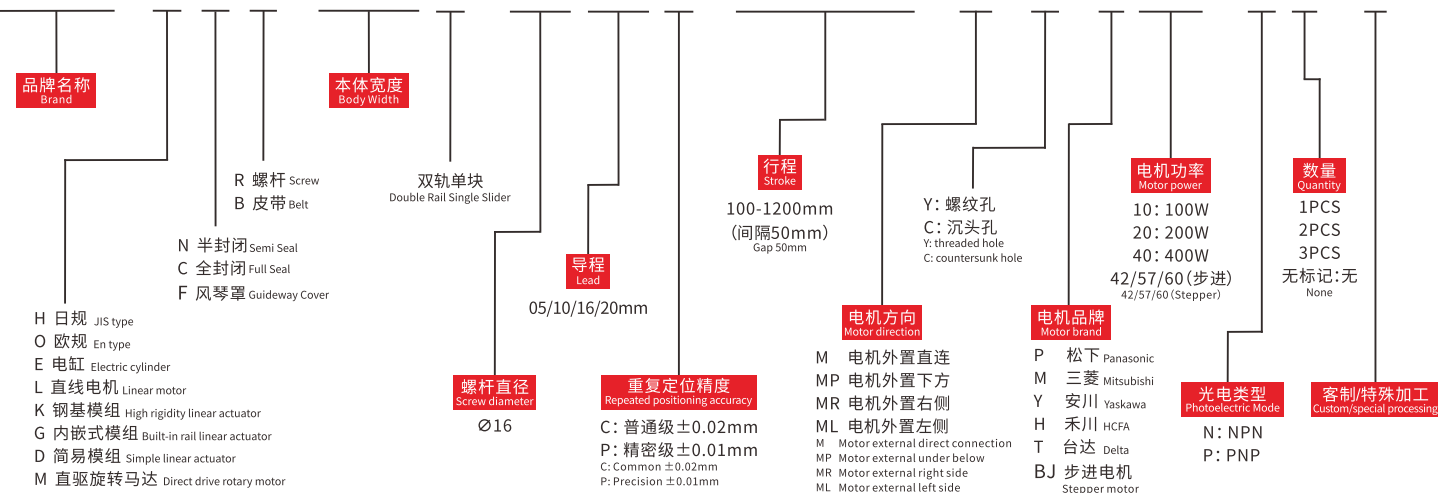 品牌名称
Brand
H 日规 JIS type
O 欧规 En type
E 电缸 Electric cylinder
L 直线电机 Linear motor
K 钢基模组 High rigidity linear actuator
G 内嵌式模组 Built-in rail linear actuator
D 简易模组 Simple linear actuator
M 直驱旋转马达 Direct drive rotary motor
N 半封闭 Semi Seal
C 全封闭 Full Seal
F 风琴罩 Guideway Cover
R 螺杆 Screw
B 皮带 Belt
本体宽度
Body Width
双轨单块
Double Rail Single Slider
螺杆直径
Screw diameter
∅16
导程
Lead
05/10/16/20mm
重复定位精度
Repeated positioning accuracy
C：普通级±0.02mm
P：精密级±0.01mm
C: Common ±0.02mm
P: Precision ±0.01mm
行程
Stroke
100-1200mm
（间隔50mm）
Gap 50mm
电机方向
Motor direction
M 电机外置直连
MP 电机外置下方
MR 电机外置右侧
ML 电机外置左侧
M Motor external direct connection
MP Motor external under below
MR Motor external right side
ML Motor external left side
Y：螺纹孔
C：沉头孔
Y: threaded hole
C: countersunk hole
电机品牌
Motor brand
P 松下 Panasonic
M 三菱 Mitsubishi
Y 安川 Yaskawa
H 禾川 HCFA
T 台达 Delta
BJ 步进电机
Stepper motor
电机功率
Motor power
10：100W
20：200W
40：400W
42/57/60（步进）
42/57/60（Stepper）
光电类型
Photoelectric Mode
N：NPN
P：PNP
数量
Quantity
1PCS
2PCS
3PCS
无标记：无
None
客制/特殊加工
Custom/special processing